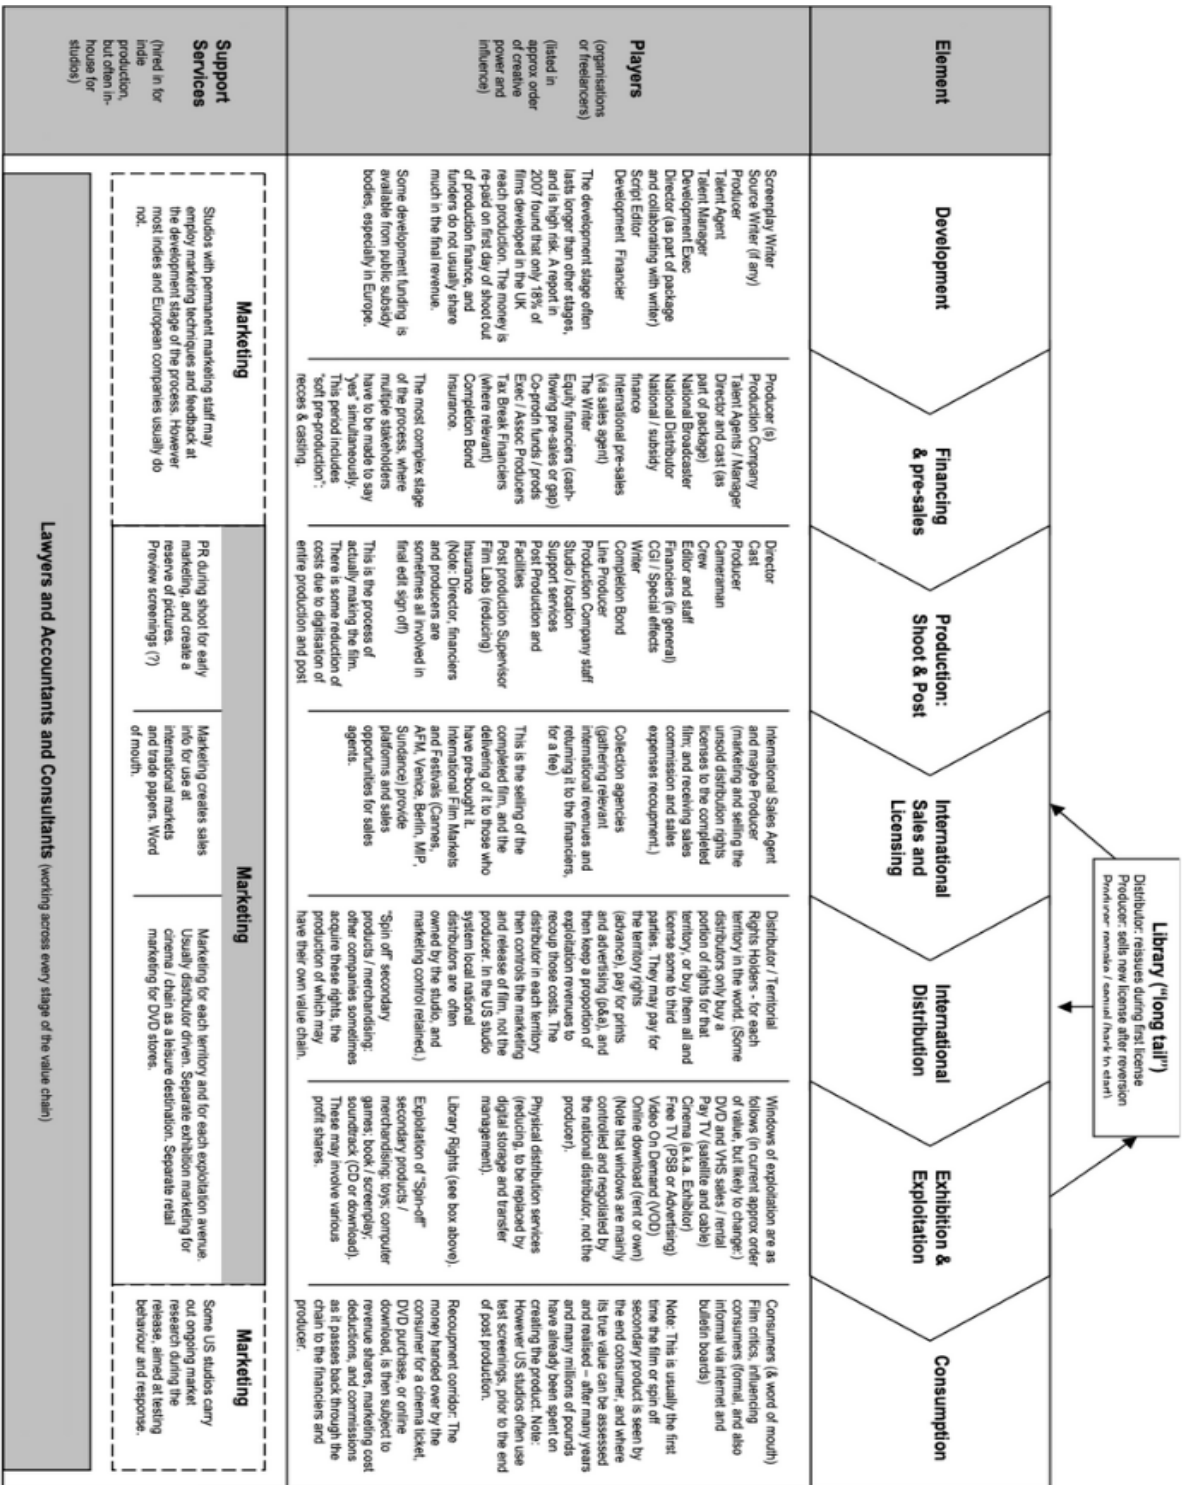 Library ("long tail")
Distributor: reissues during first license
Producer: sells new license after reversion
Producer: remake / sequel (back to start)
Element
Development
Financing
& pre-sales
Production:
Shoot & Post
International
Sales and
Licensing
International
Distribution
Exhibition &
Exploitation
Consumption
Players
(organisations
or freelancers)
(listed in
approx order
of creative
power and
influence)
Screenplay Writer
Source Writer (if any)
Producer
Talent Agent
Talent Manager
Development Exec
Director (as part of package
and collaborating with writer)
Script Editor
Development Financier
The development stage often
lasts longer than other stages,
and is high risk. A report in
2007 found that only 18% of
films developed in the UK
reach production. The money is
re-paid on first day of shoot out
of production finance, and
funders do not usually share
much in the final revenue.
Some development funding is
available from public subsidy
bodies, especially in Europe.
Producer (s)
Production Company
Talent Agents / Manager
Director and cast (as
part of package)
National Broadcaster
National Distributor
National / subsidy
finance
International pre-sales
(via sales agent)
The Writer
Equity financiers (cash-
flowing pre-sales or gap)
Co-prodn funds / prods
Exec / Assoc Producers
Tax Break Financiers
(where relevant)
Completion Bond
Insurance.
The most complex stage
of the process, where
multiple stakeholders
have to be made to say
"yes" simultaneously.
This period includes
"soft pre-production":
recces & casting.
Director
Cast
Producer
Cameraman
Crew
Editor and staff
Financiers (in general)
CGI / Special effects
Writer
Completion Bond
Line Producer
Production Company staff
Studio / location
Support services
Post Production and
Facilities
Post production Supervisor
Film Labs (reducing)
Insurance
(Note: Director, financiers
and producers are
sometimes all involved in
final edit sign off)
This is the process of
actually making the film.
There is some reduction of
costs due to digitilisation of
entire production and post
International Sales Agent
and maybe Producer
(marketing and selling the
unsold distribution rights
licenses to the completed
film; and receiving sales
commission and sales
expenses recoupment.)
Collection agencies
(gathering relevant
international revenues and
returning it to the financiers,
for a fee)
This is the selling of the
completed film, and the
delivering of it to those who
have pre-bought it.
International Film Markets
and Festivals (Cannes,
AFM, Venice, Berlin, MIP,
Sundance) provide
platforms and sales
opportunities for sales
agents.
Distributor / Territorial
Rights Holders - for each
territory in the world. (Some
distributors only buy a
portion of rights for that
territory, or buy them all and
license some to third
parties. They may pay for
the territory rights
(advance), pay for prints
and advertising (p&a), and
then keep a proportion of
exploitation revenues to
recoup those costs. The
distributor in each territory
then controls the marketing
and release of film, not the
producer. In the US studio
system local national
distributors are often
owned by the studio, and
marketing control retained.)
"Spin off" secondary
products / merchandising:
other companies sometimes
acquire these rights, the
production of which may
have their own value chain.
Windows of exploitation are as
follows (in current approx order
of value, but likely to change:)
DVD and VHS sales / rental
Pay TV (satellite and cable)
Cinema (a.k.a. Exhibitor)
Free TV (PSB or Advertising)
Video On Demand (VOD)
Online download (rent or own)
(Note that windows are mainly
controlled and negotiated by
the national distributor, not the
producer).
Physical distribution services
(reducing, to be replaced by
digital storage and transfer
management).
Library Rights (see box above).
Exploitation of "Spin-off"
secondary products /
merchandising: toys; computer
games; book / screenplay;
soundtrack (CD or download).
These may involve various
profit shares.
Consumers (& word of mouth)
Film critics, influencing
consumers (formal, and also
informal via internet and
bulletin boards)
Note: This is usually the first
time the film or spin off
secondary product is seen by
the end consumer, and where
its true value can be assessed
and realised – after many years
and many millions of pounds
have already been spent on
creating the product. Note:
However US studios often use
test screenings, prior to the end
of post production.
Recoupment corridor: The
money handed over by the
consumer for a cinema ticket,
DVD purchase, or online
download, is then subject to
revenue shares, marketing cost
deductions, and commissions
as it passes back through the
chain to the financiers and
producer.
Support
Services
(hired in for
indie
production,
but often in-
house for
studios)
Marketing
Studios with permanent marketing staff may
employ marketing techniques and feedback at
the development stage of the process. However
most indies and European companies usually do
not.
Marketing
PR during shoot for early
marketing, and create a
reserve of pictures.
Preview screenings (?)
Marketing creates sales
info for use at
international markets
and trade papers. Word
of mouth.
Marketing for each territory and for each exploitation avenue.
Usually distributor driven. Separate exhibition marketing for
cinema / chain as a leisure destination. Separate retail
marketing for DVD stores.
Marketing
Some US studios carry
out ongoing market
research during the
release, aimed at testing
behaviour and response.
Lawyers and Accountants and Consultants (working across every stage of the value chain)